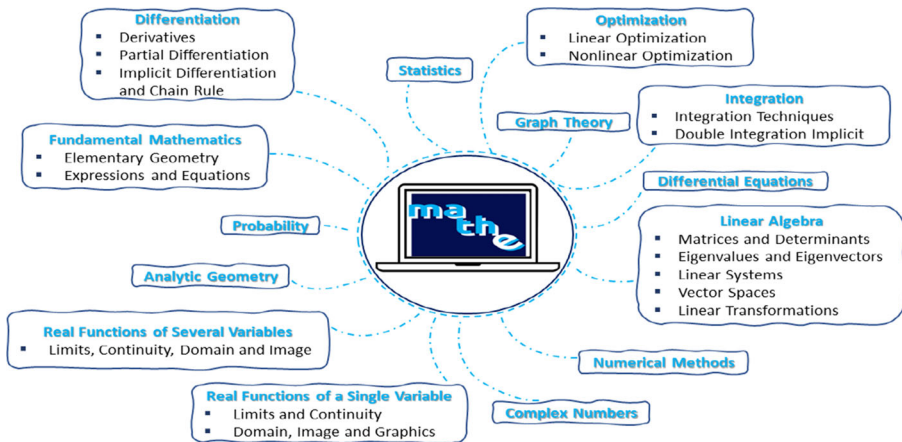 Differentiation
▪ Derivatives
▪ Partial Differentiation
▪ Implicit Differentiation
and Chain Rule
Statistics
Optimization
▪ Linear Optimization
▪ Nonlinear Optimization
Graph Theory
Integration
▪ Integration Techniques
▪ Double Integration Implicit
Fundamental Mathematics
▪ Elementary Geometry
▪ Expressions and Equations
Differential Equations
mathe
Probability
Linear Algebra
▪ Matrices and Determinants
▪ Eigenvalues and Eigenvectors
▪ Linear Systems
▪ Vector Spaces
▪ Linear Transformations
Analytic Geometry
Real Functions of Several Variables
▪ Limits, Continuity, Domain and Image
Numerical Methods
Real Functions of a Single Variable
▪ Limits and Continuity
▪ Domain, Image and Graphics
Complex Numbers